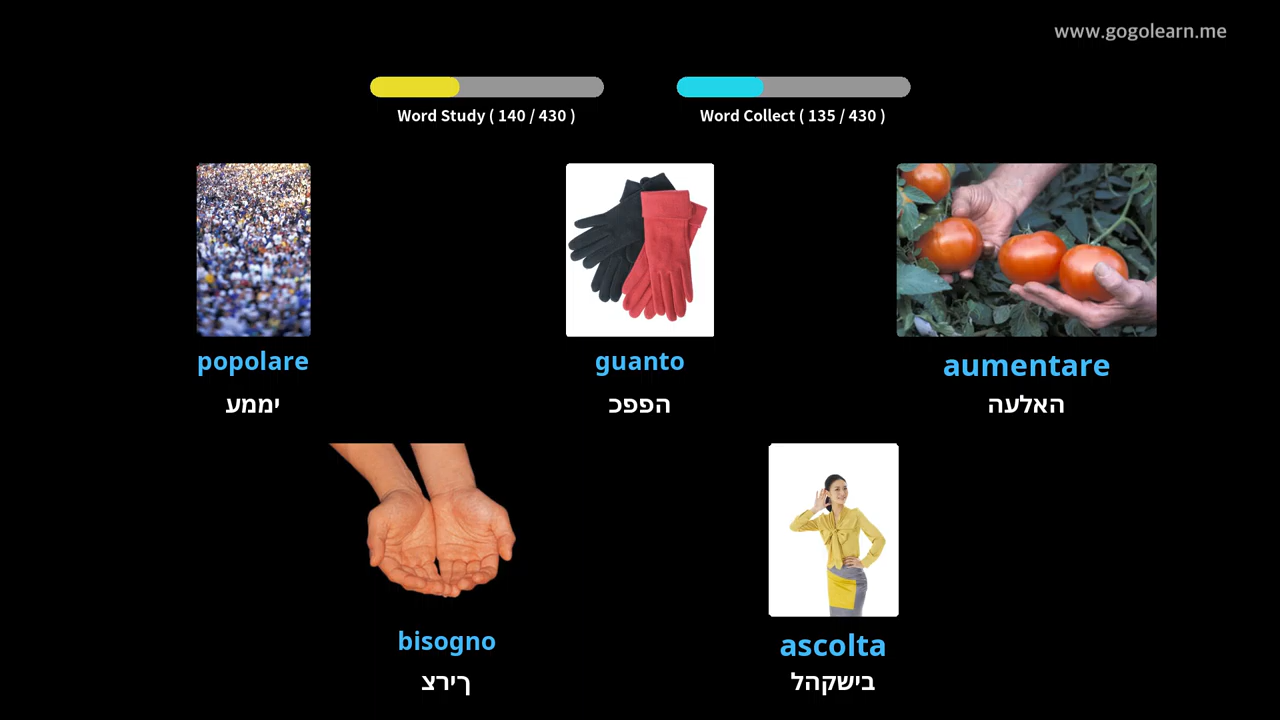 www.gogolearn.me
Word Study ( 140 / 430 )
Word Collect ( 135 / 430 )
popolare
יממע
guanto
הפפכ
aumentare
האלעה
bisogno
ךירצ
ascolta
בישקהל